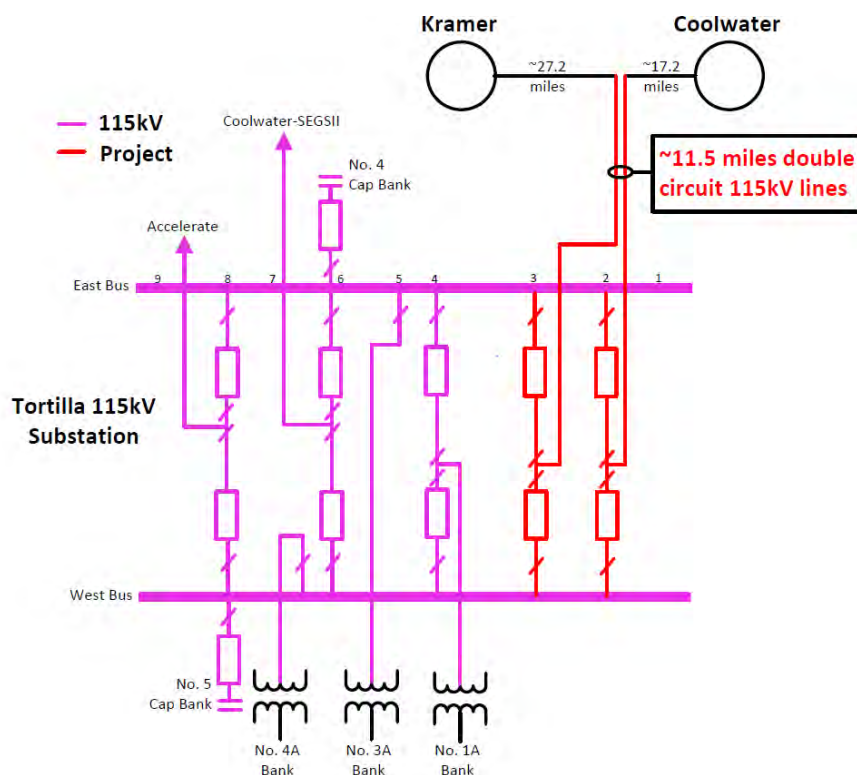 Kramer
Coolwater
~27.2
miles
~17.2
miles
115kV
Project
Coolwater-SEGSII
No. 4
Cap Bank
~11.5 miles double
circuit 115kV lines
Accelerate
9 8 7 6 5 4 3 2 1
East Bus
Tortilla 115kV
Substation
West Bus
No. 5
Cap Bank
No. 4A
Bank
No. 3A
Bank
No. 1A
Bank